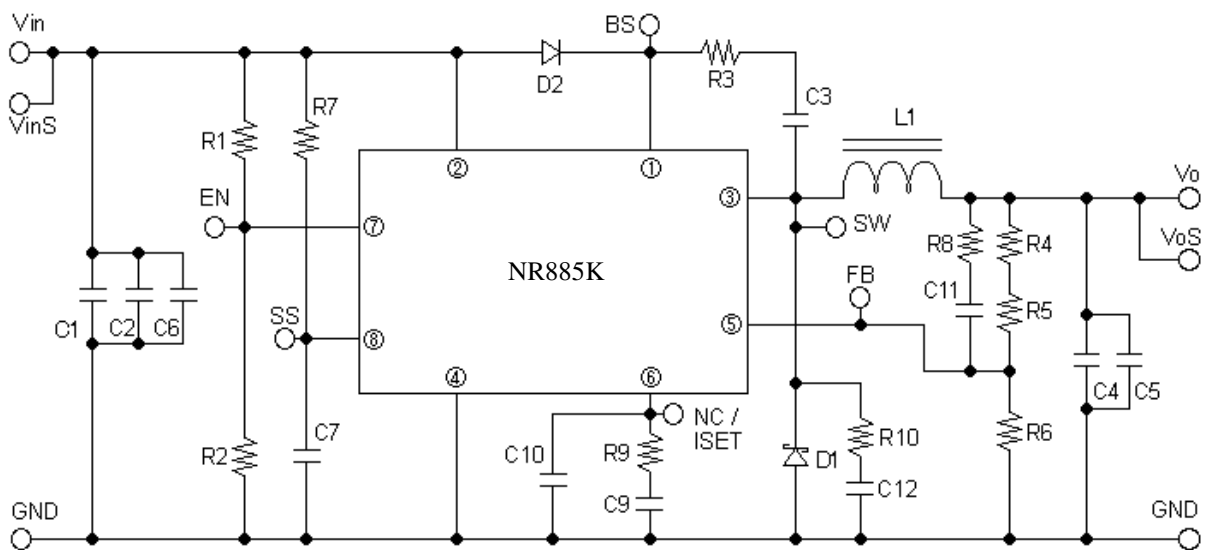 Vin
BS
D2
R3
C3
VinS
R7
L1
R1
②
①
③
Vo
EN
⑦
SW
R8
R4
VoS
NR885K
FB
C11
SS
⑤
R5
C1
C2
C6
⑧
④
⑥
C4
C5
C7
NC /
ISET
R10
R6
R2
C10
R9
D1
C12
C9
GND
GND